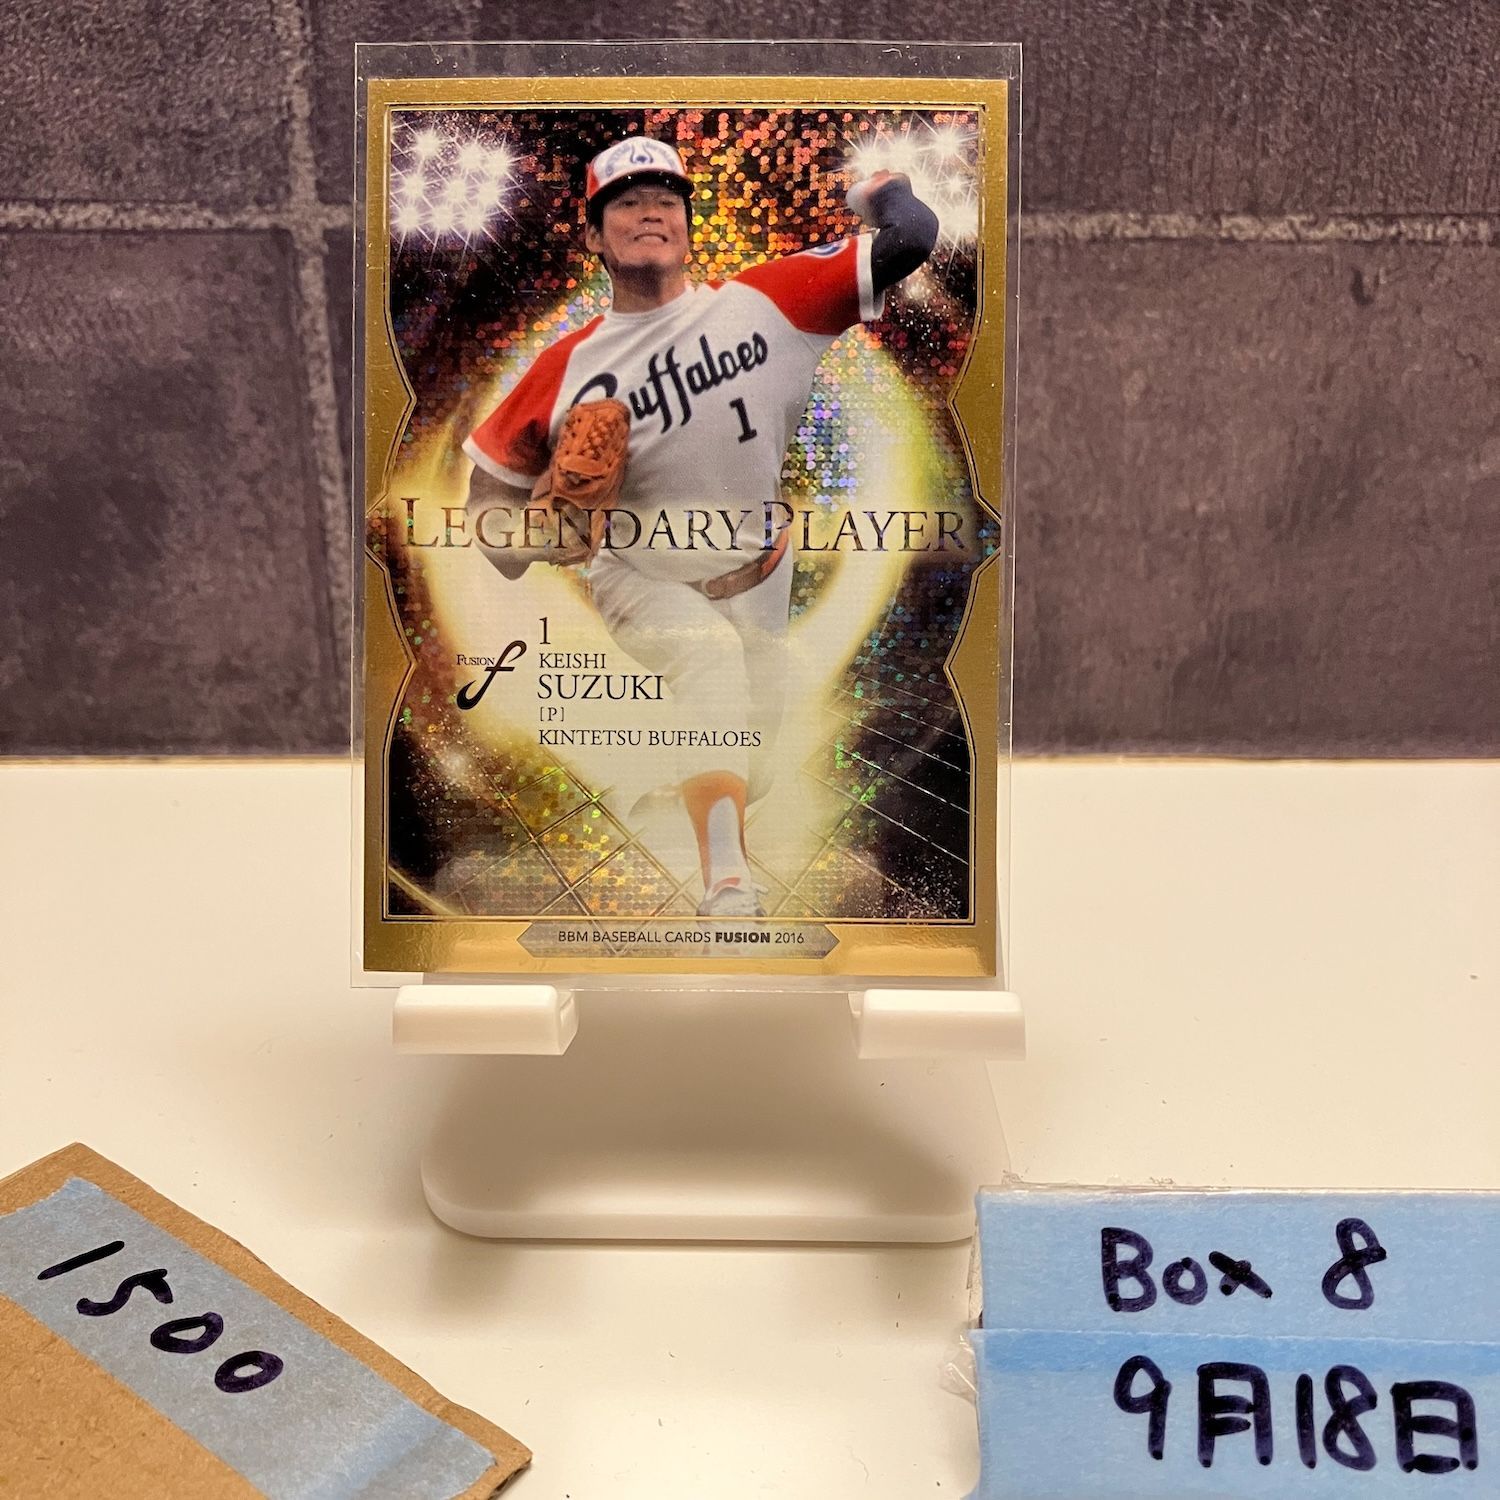 Buffaloes
1
LEGENDARY PLAYER
1
FUSION f
KEISHI
SUZUKI
[P]
KINTETSU BUFFALOES
BBM BASEBALL CARDS FUSION 2016
1500
Box 8
9月18日